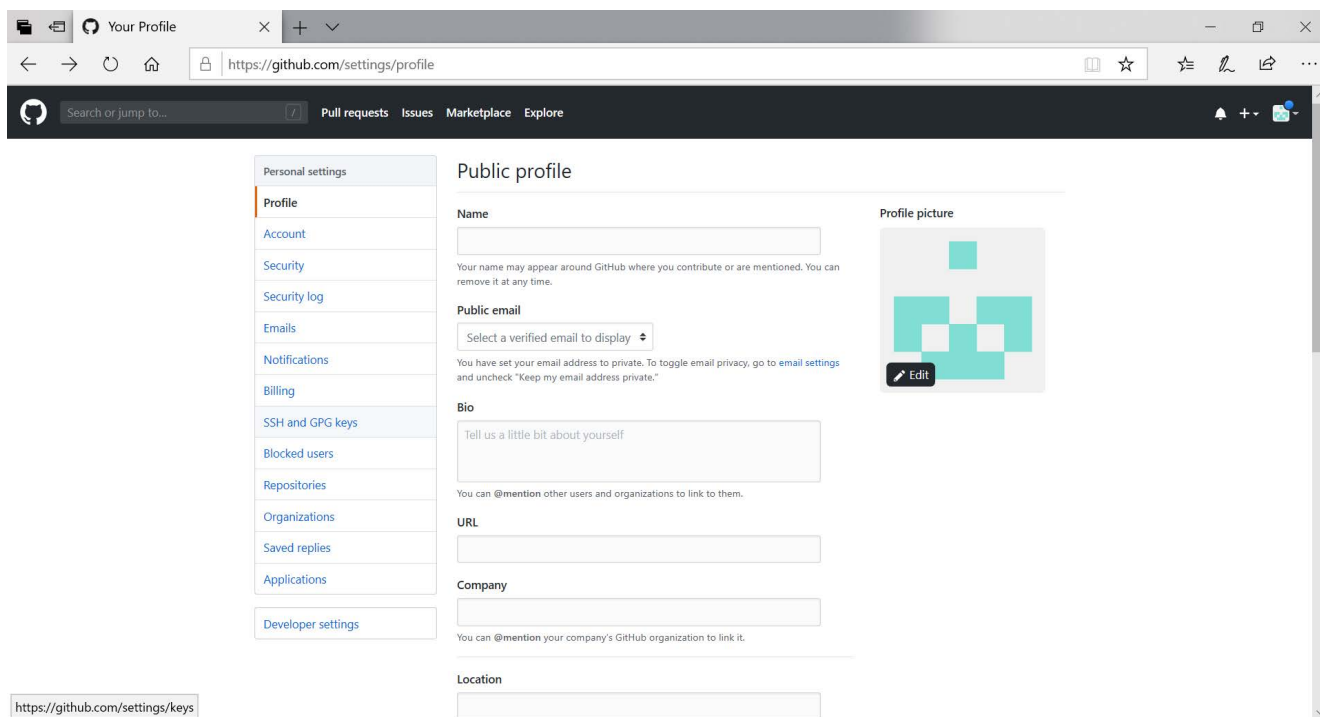 Your Profile
https://github.com/settings/profile
Search or jump to...
/
Pull requests Issues Marketplace Explore
Personal settings
Profile
Account
Security
Security log
Emails
Notifications
Billing
SSH and GPG keys
Blocked users
Repositories
Organizations
Saved replies
Applications
Developer settings
Public profile
Name
Your name may appear around GitHub where you contribute or are mentioned. You can
remove it at any time.
Public email
Select a verified email to display
You have set your email address to private. To toggle email privacy, go to email settings
and uncheck "Keep my email address private."
Bio
Tell us a little bit about yourself
You can @mention other users and organizations to link to them.
URL
Company
You can @mention your company's GitHub organization to link it.
Location
Profile picture
Edit
https://github.com/settings/keys